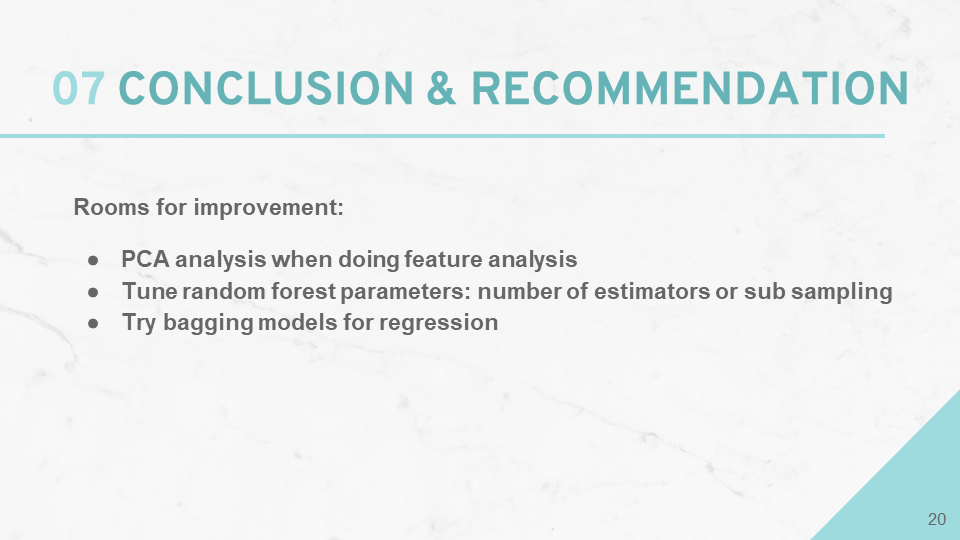 07 CONCLUSION & RECOMMENDATION
Rooms for improvement:
● PCA analysis when doing feature analysis
● Tune random forest parameters: number of estimators or sub sampling
● Try bagging models for regression
20